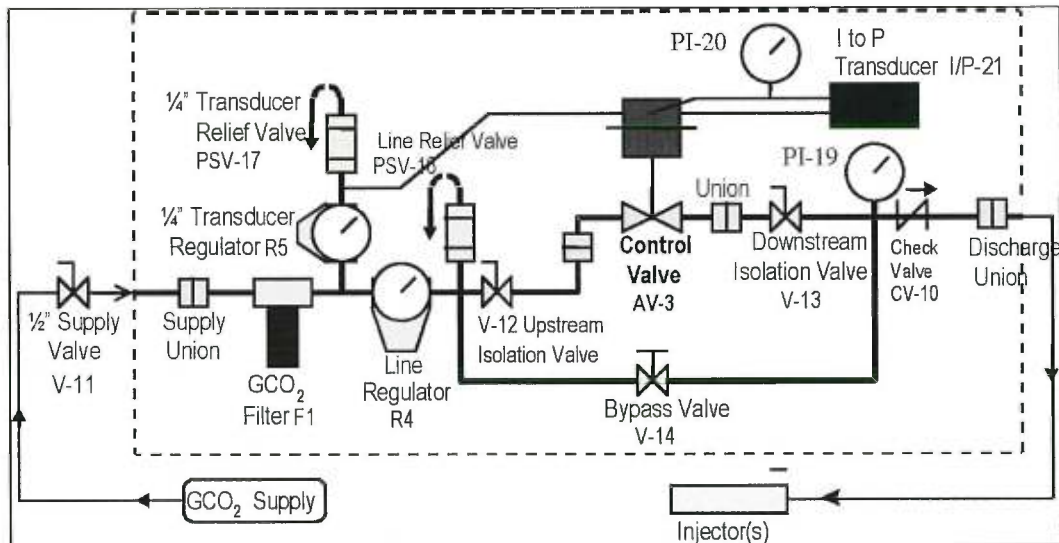 PI-20
I to P
Transducer I/P-21
¼" Transducer
Relief Valve
PSV-17
Line Relief Valve
PSV-18
PI-19
Union
¼" Transducer
Regulator R5
Control
Valve
AV-3
Downstream
Isolation Valve
V-13
Check
Valve
CV-10
Discharge
Union
½" Supply
Valve
V-11
Supply
Union
V-12 Upstream
Isolation Valve
GCO₂
Filter F1
Line
Regulator
R4
Bypass Valve
V-14
GCO₂ Supply
Injector(s)